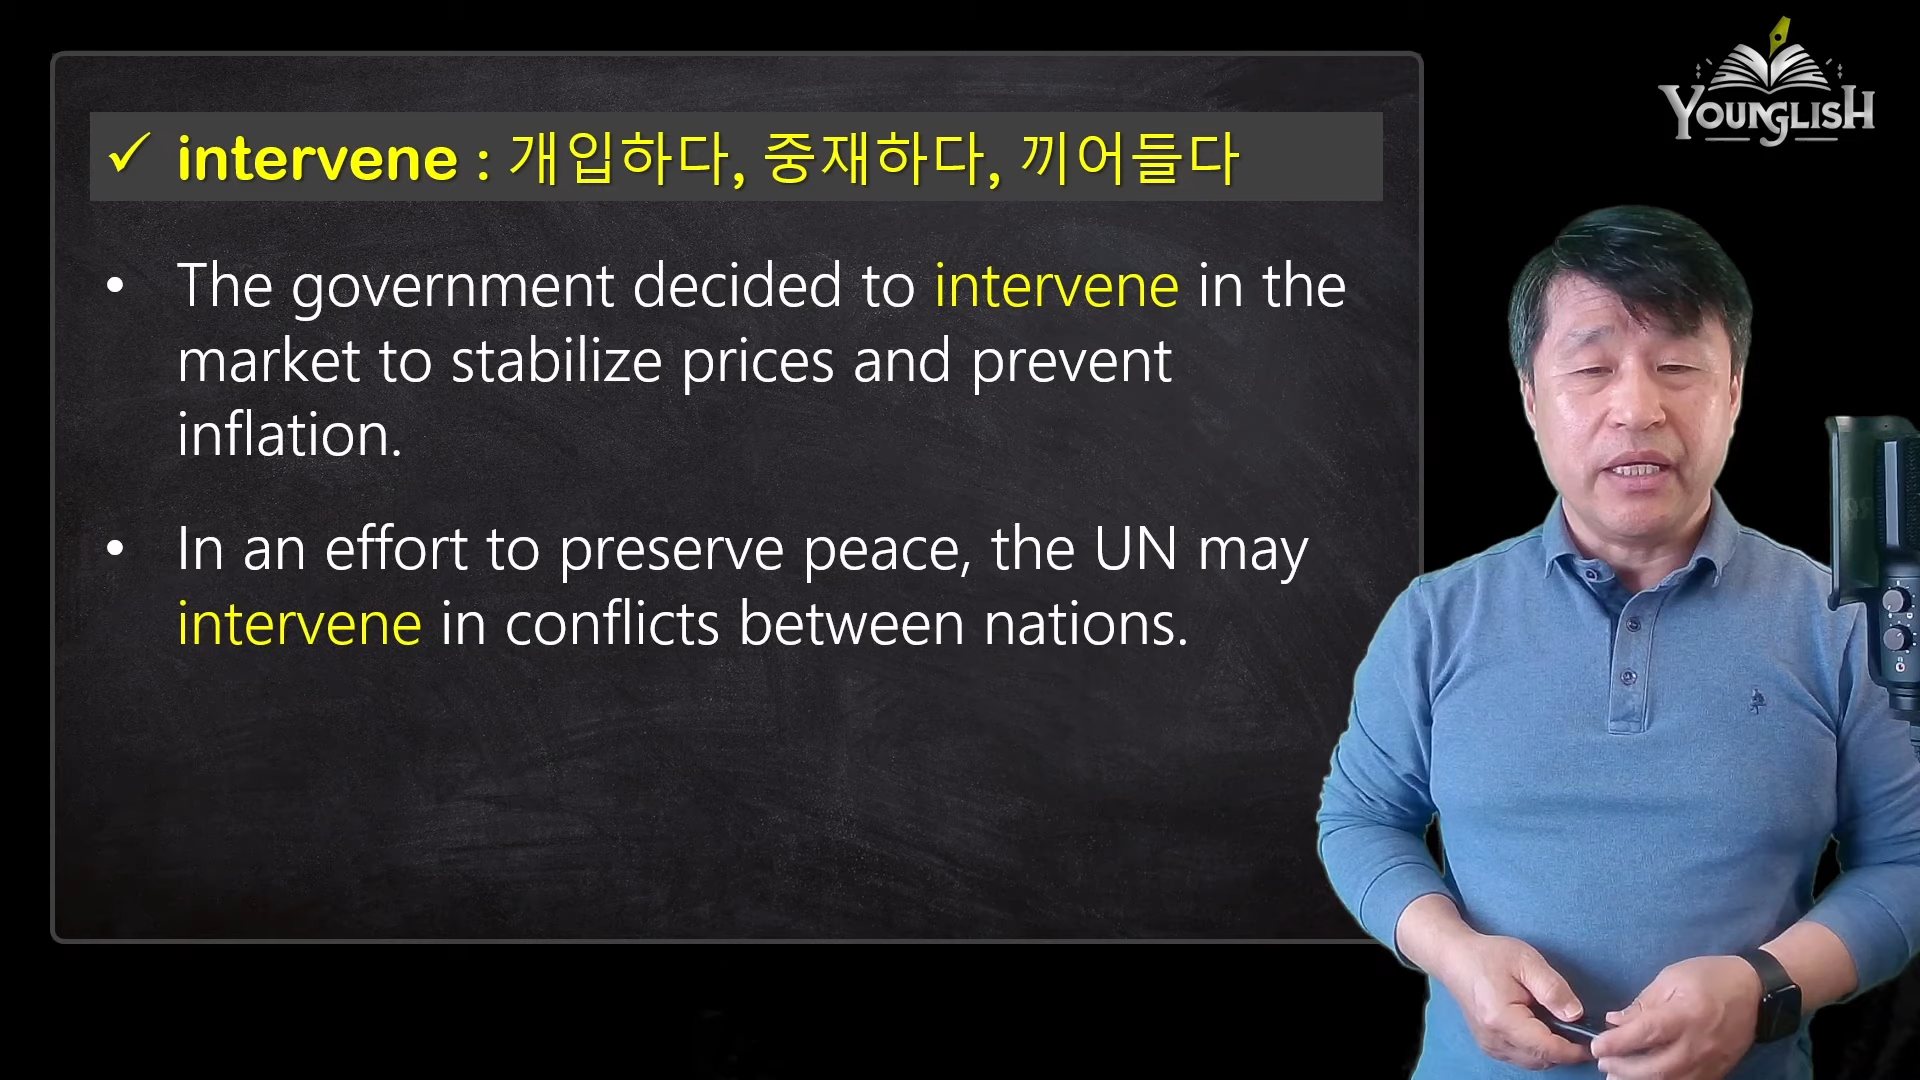 YOUNGLISH
✓ intervene : 개입하다, 중재하다, 끼어들다
• The government decided to intervene in the
market to stabilize prices and prevent
inflation.
• In an effort to preserve peace, the UN may
intervene in conflicts between nations.